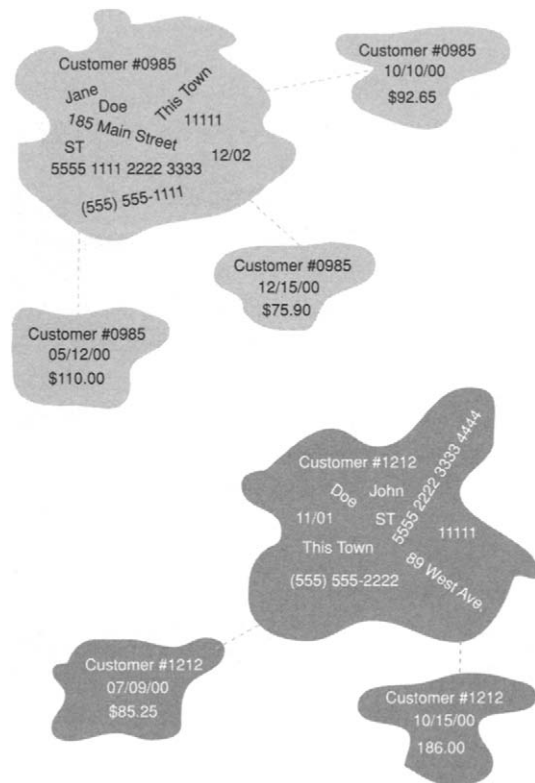 Customer #0985
Jane
Doe
This Town
185 Main Street
11111
ST
12/02
5555 1111 2222 3333
(555) 555-1111
Customer #0985
10/10/00
$92.65
Customer #0985
12/15/00
$75.90
Customer #0985
05/12/00
$110.00
Customer #1212
Doe
John
5555 2222 3333 4444
11/01
ST
11111
This Town
89 West Ave.
(555) 555-2222
Customer #1212
07/09/00
$85.25
Customer #1212
10/15/00
186.00